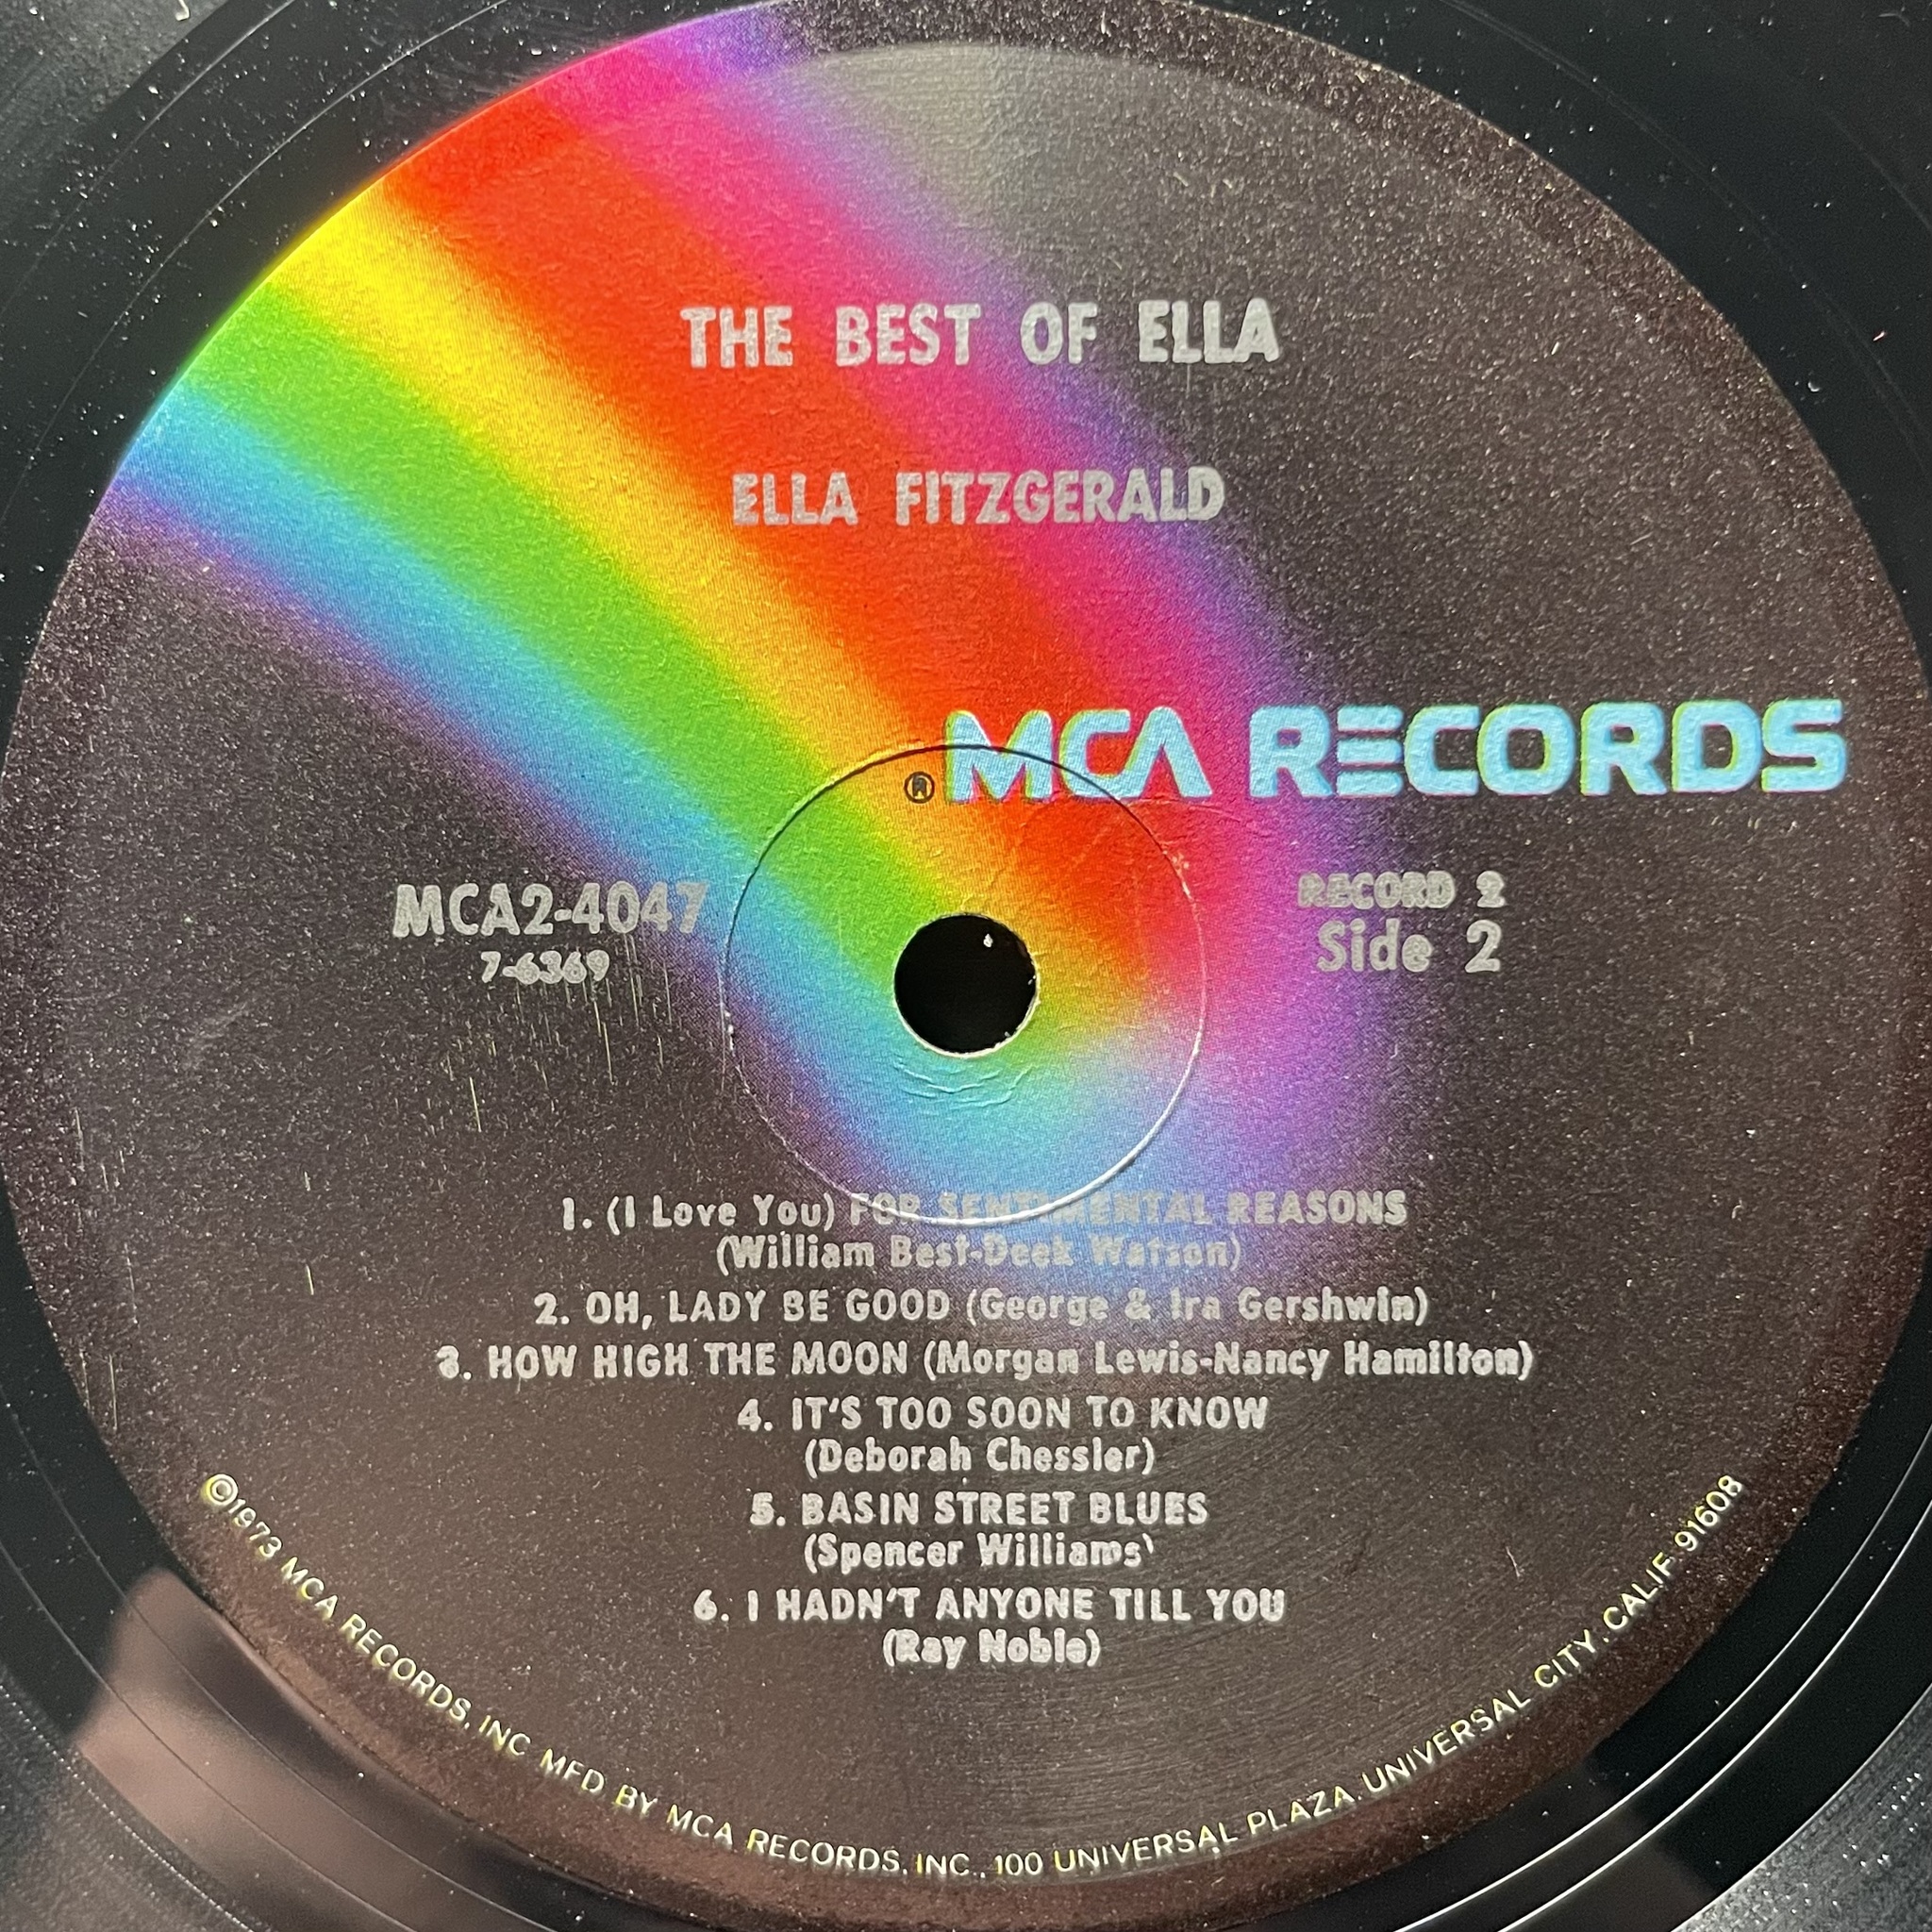 THE BEST OF ELLA
ELLA FITZGERALD
® MCA RECORDS
MCA2-4047
7-6369
RECORD 2
Side 2
1. (I Love You) FOR SENTIMENTAL REASONS
(William Best-Deek Watson)
2. OH, LADY BE GOOD (George & Ira Gershwin)
3. HOW HIGH THE MOON (Morgan Lewis-Nancy Hamilton)
4. IT'S TOO SOON TO KNOW
(Deborah Chessler)
5. BASIN STREET BLUES
(Spencer Williams)
6. I HADN'T ANYONE TILL YOU
(Ray Noble)
©1973 MCA RECORDS, INC MFD BY MCA RECORDS, INC., 100 UNIVERSAL PLAZA, UNIVERSAL CITY, CALIF. 91608